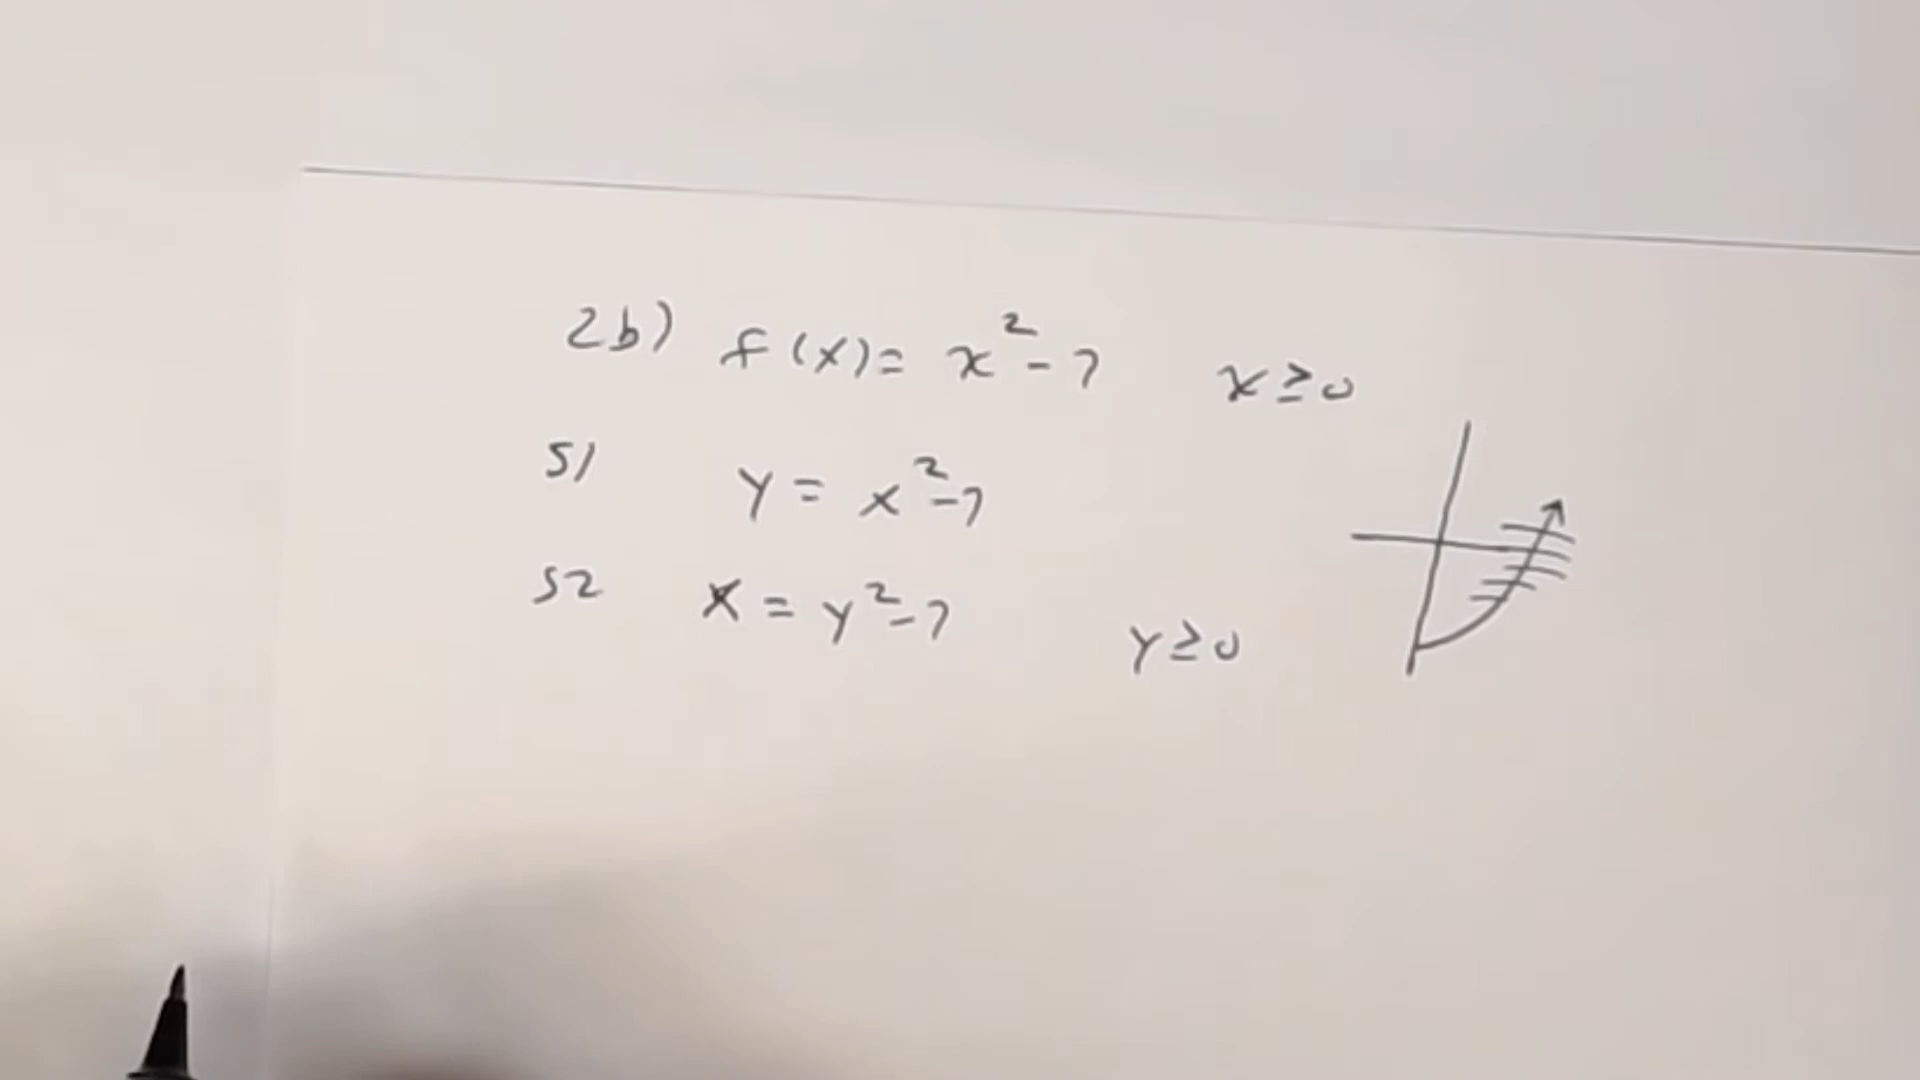 2b) f(x) = x² - 7 x ≥ 0
S1 y = x² - 7
S2 x = y² - 7 y ≥ 0